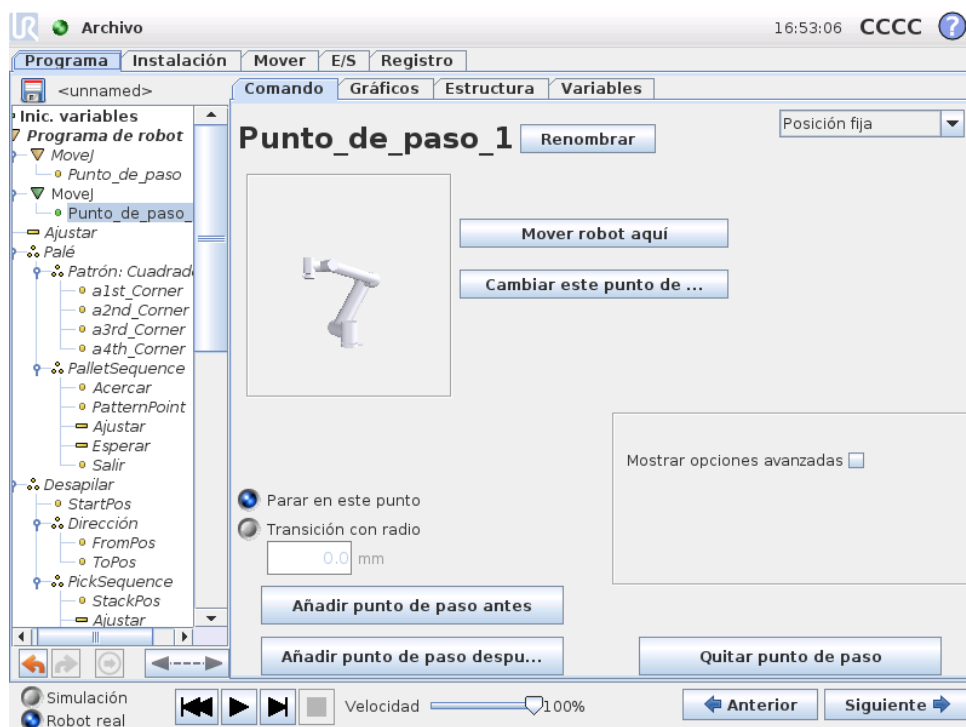 UR Archivo 16:53:06 CCCC ?
Programa Instalación Mover E/S Registro
<unnamed>
Comando Gráficos Estructura Variables
Inic. variables
Programa de robot
MoveJ
Punto_de_paso
MoveJ
Punto_de_paso_
Ajustar
Palé
Patrón: Cuadrad
a1st_Corner
a2nd_Corner
a3rd_Corner
a4th_Corner
PalletSequence
Acercar
PatternPoint
Ajustar
Esperar
Salir
Desapilar
StartPos
Dirección
FromPos
ToPos
PickSequence
StackPos
Ajustar
Punto_de_paso_1
Renombrar
Posición fija
Mover robot aquí
Cambiar este punto de ...
Mostrar opciones avanzadas
Parar en este punto
Transición con radio
0.0 mm
Añadir punto de paso antes
Añadir punto de paso despu...
Quitar punto de paso
Simulación
Robot real
Velocidad 100%
Anterior
Siguiente